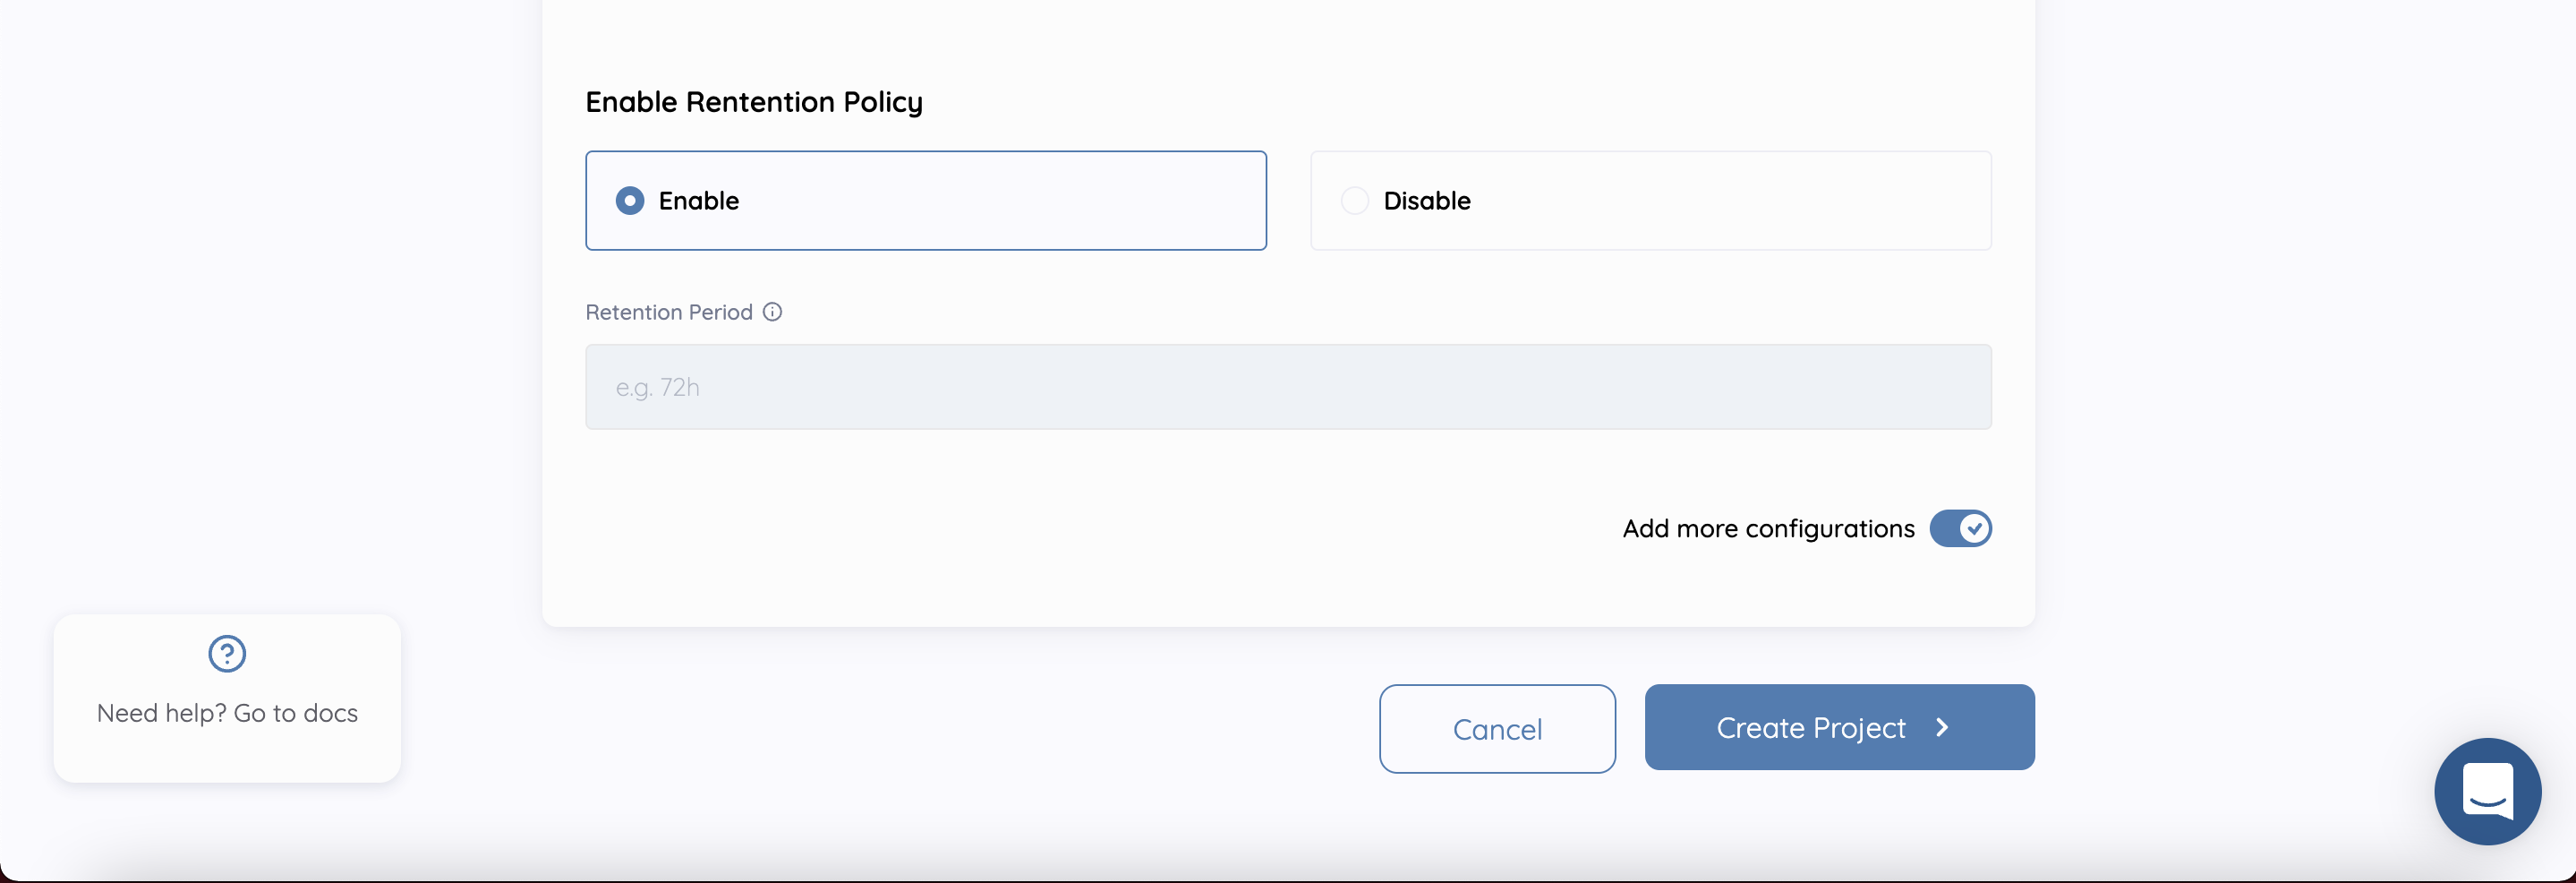 Enable Rentention Policy
Enable
Disable
Retention Period
e.g. 72h
Add more configurations
Need help? Go to docs
Cancel
Create Project